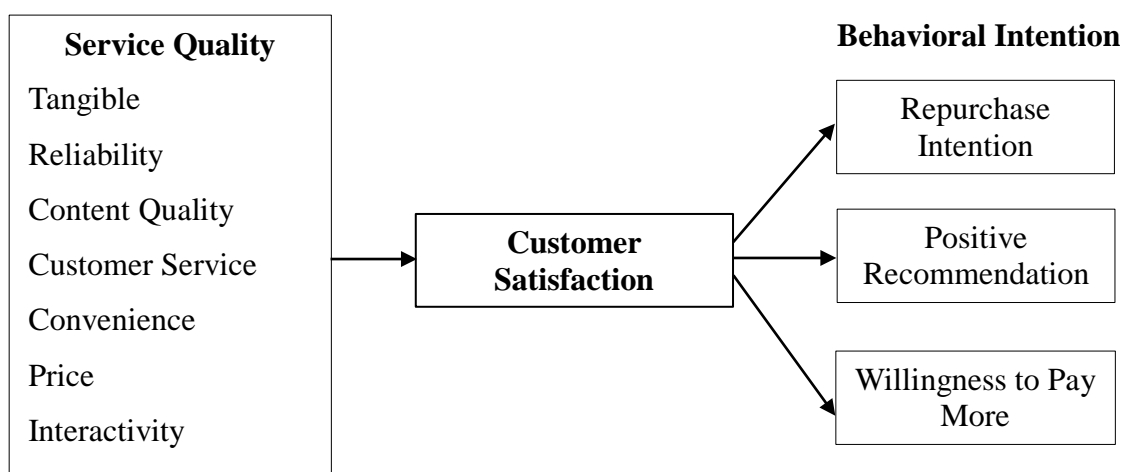 Service Quality
Tangible
Reliability
Content Quality
Customer Service
Convenience
Price
Interactivity
Customer
Satisfaction
Behavioral Intention
Repurchase
Intention
Positive
Recommendation
Willingness to Pay
More